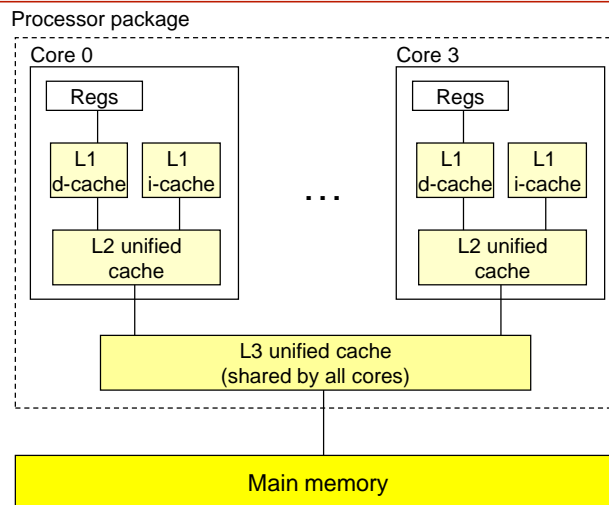 Processor package
Core 0
Core 3
Regs
Regs
L1
d-cache
L1
i-cache
L1
d-cache
L1
i-cache
...
L2 unified
cache
L2 unified
cache
L3 unified cache
(shared by all cores)
Main memory